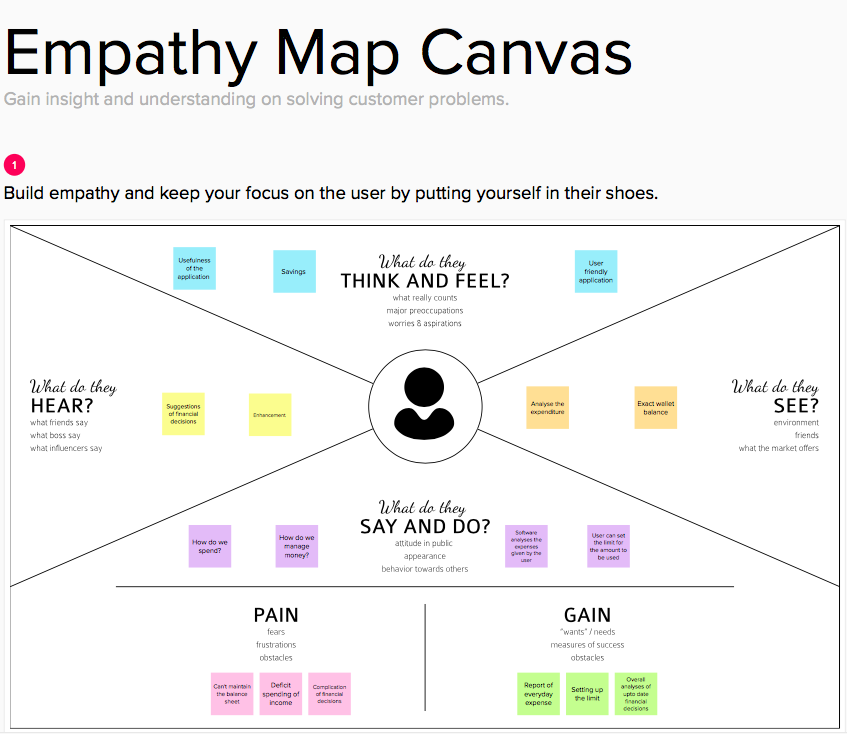 Empathy Map Canvas
Gain insight and understanding on solving customer problems.
1
Build empathy and keep your focus on the user by putting yourself in their shoes.
Usefulness
of the
application
Savings
What do they
THINK AND FEEL?
what really counts
major preoccupations
worries & aspirations
User
friendly
application
What do they
HEAR?
what friends say
what boss say
what influencers say
Suggestions
of financial
decisions
Enhancement
Analyse the
expenditure
Exact wallet
balance
What do they
SEE?
environment
friends
what the market offers
How do we
spend?
How do we
manage
money?
What do they
SAY AND DO?
attitude in public
appearance
behavior towards others
Software
analyses the
expenses
given by the
user
User can set
the limit for
the amount to
be used
PAIN
fears
frustrations
obstacles
Can't maintain
the balance
sheet
Deficit
spending of
income
Complication
of financial
decisions
GAIN
"wants" / needs
measures of success
obstacles
Report of
everyday
expense
Setting up
the limit
Overall
analyses of
upto date
financial
decisions